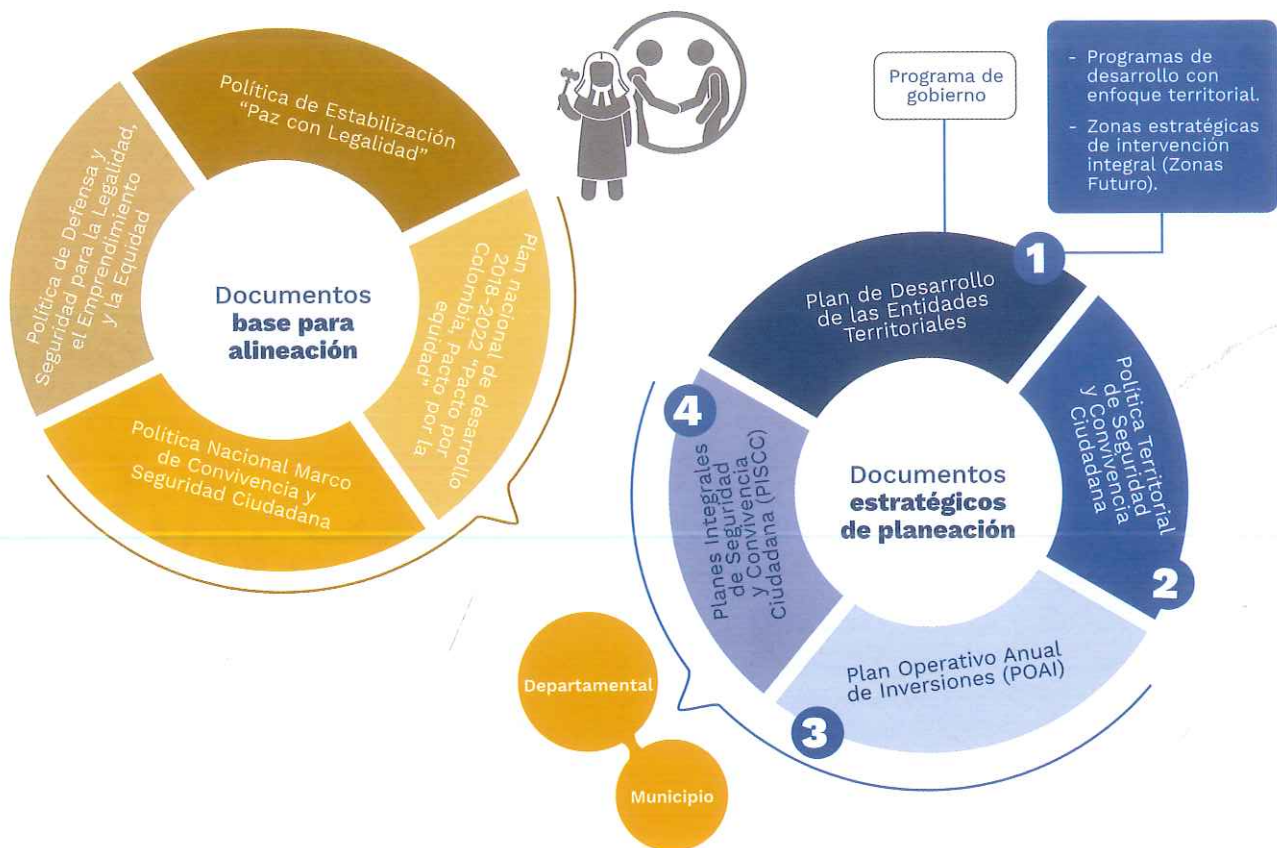 Política de Estabilización
"Paz con Legalidad"
Política de Defensa y
Seguridad para la Legalidad,
el Emprendimiento
y la Equidad
Documentos
base para
alineación
Plan nacional de desarrollo
2018-2022 "Pacto por
Colombia, Pacto por la
equidad"
Política Nacional Marco
de Convivencia y
Seguridad Ciudadana
Programa de
gobierno
- Programas de
desarrollo con
enfoque territorial.
- Zonas estratégicas
de intervención
integral (Zonas
Futuro).
1
Plan de Desarrollo
de las Entidades
Territoriales
Política Territorial
de Seguridad
y Convivencia
Ciudadana
2
Documentos
estratégicos
de planeación
4
Planes Integrales
de Seguridad
y Convivencia
Ciudadana (PISCC)
Plan Operativo Anual
de Inversiones (POAI)
3
Departamental
Municipio